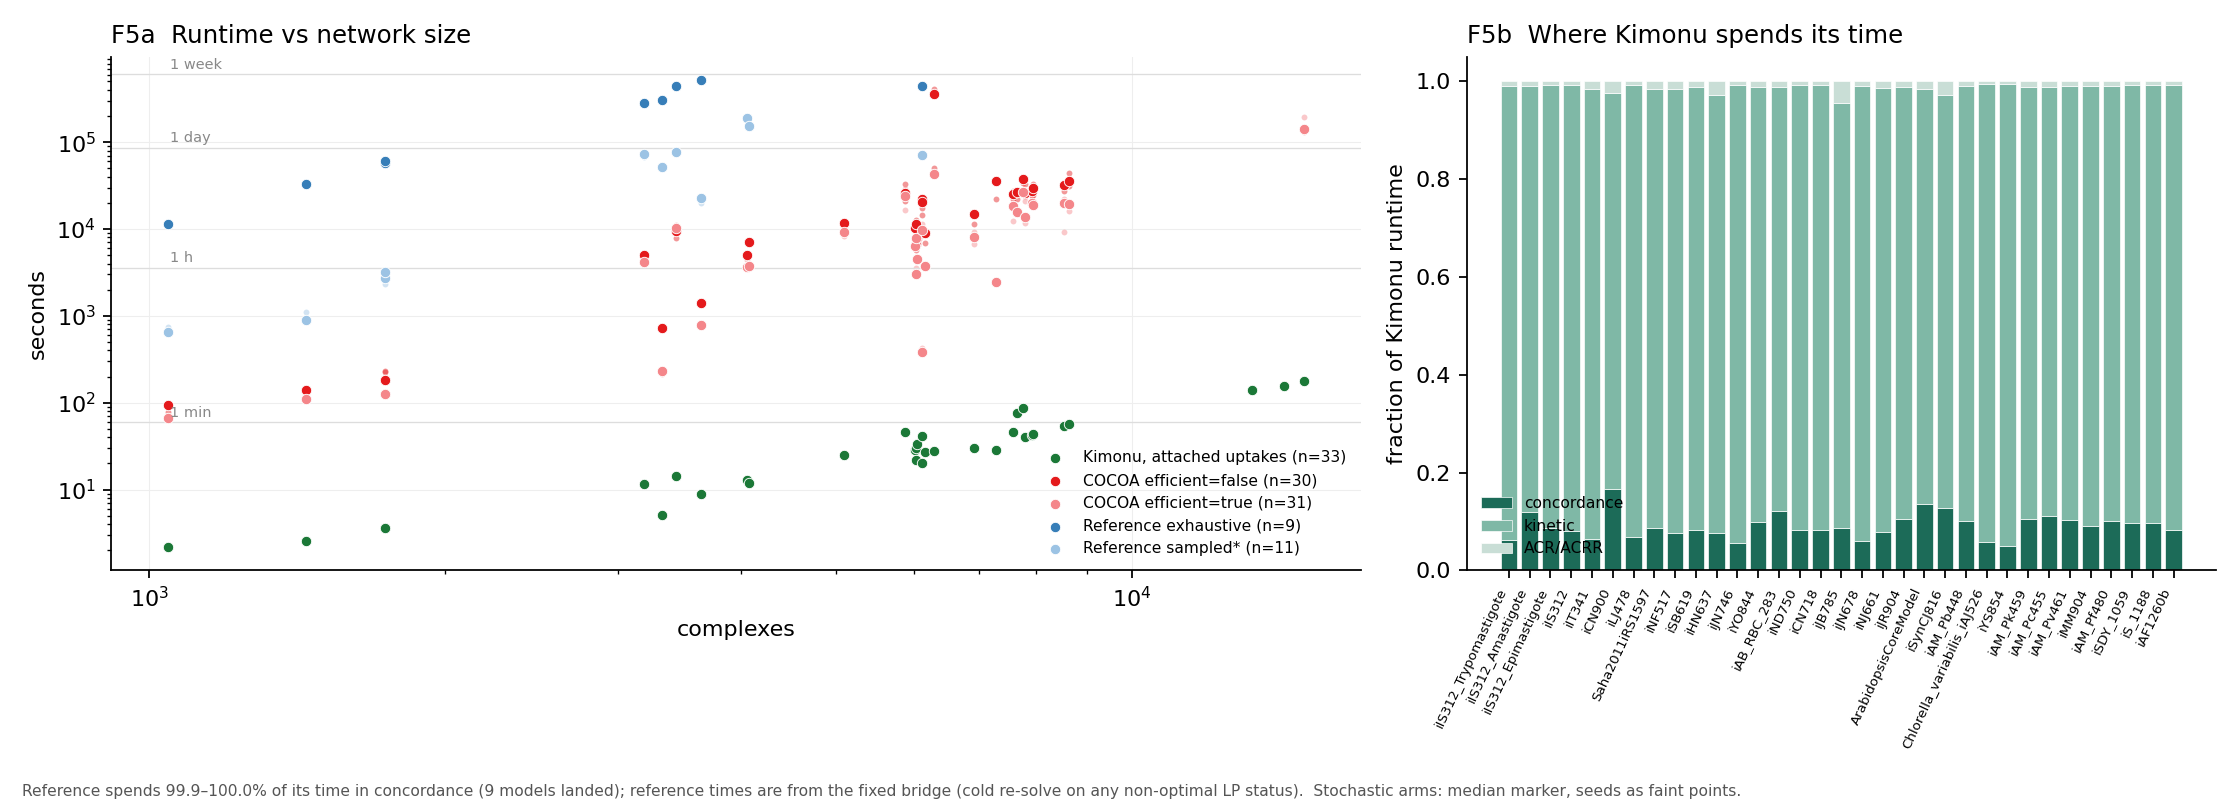 F5a  Runtime vs network size
1 week
1 day
1 h
1 min
10^5
10^4
10^3
10^2
10^1
seconds
10^3
10^4
complexes
Kimonu, attached uptakes (n=33)
COCOA efficient=false (n=30)
COCOA efficient=true (n=31)
Reference exhaustive (n=9)
Reference sampled* (n=11)
F5b  Where Kimonu spends its time
1.0
0.8
0.6
0.4
0.2
0.0
fraction of Kimonu runtime
concordance
kinetic
ACR/ACRR
iIS312_Trypomastigote
iIS312_Amastigote
iIS312_Epimastigote
iIS312
iIT341
iCN900
iLJ478
Saha2011iRS1597
iNF517
iSB619
iHN637
iJN746
iYO844
iAB_RBC_283
iND750
iCN718
iJB785
iJN678
iNJ661
iJR904
ArabidopsisCoreModel
iSynCJ816
iAM_Pb448
Chlorella_variabilis_iAJ526
iYS854
iAM_Pk459
iAM_Pc455
iAM_Pv461
iMM904
iAM_Pf480
iSDY_1059
iS_1188
iAF1260b
Reference spends 99.9–100.0% of its time in concordance (9 models landed); reference times are from the fixed bridge (cold re-solve on any non-optimal LP status).  Stochastic arms: median marker, seeds as faint points.